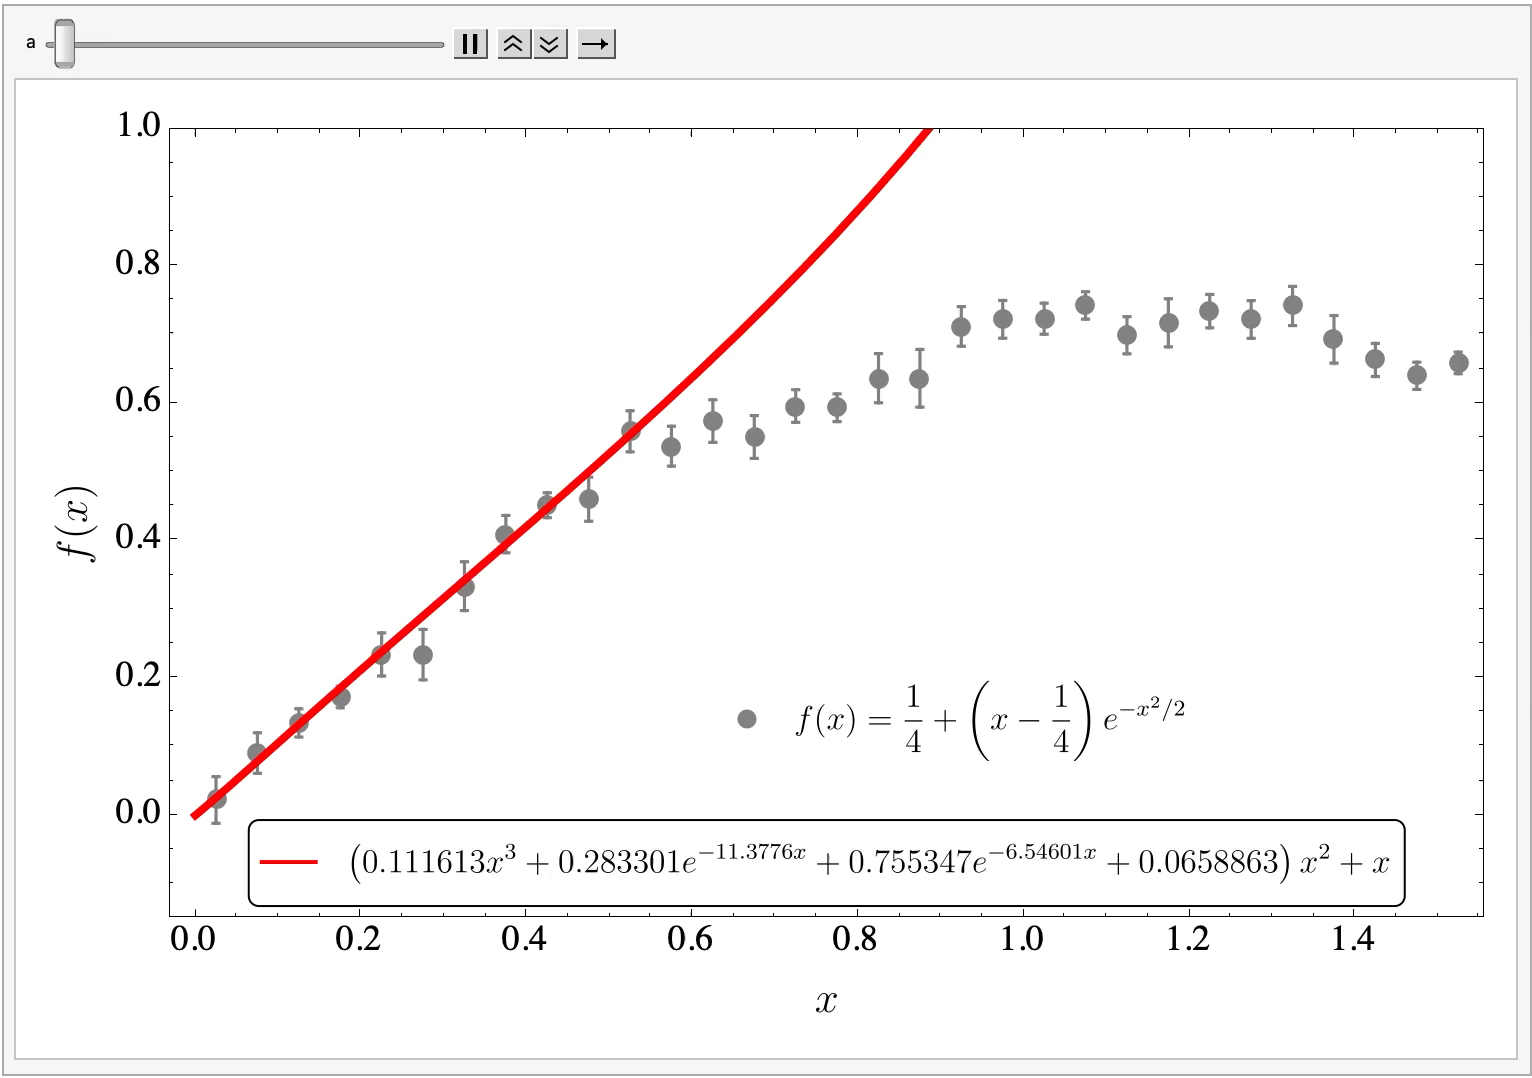 a
1.0
0.8
0.6
0.4
0.2
0.0
f(x)
f(x) = 1/4 + (x − 1/4) e^{−x²/2}
(0.111613x³ + 0.283301e^{−11.3776x} + 0.755347e^{−6.54601x} + 0.0658863) x² + x
0.0 0.2 0.4 0.6 0.8 1.0 1.2 1.4
x